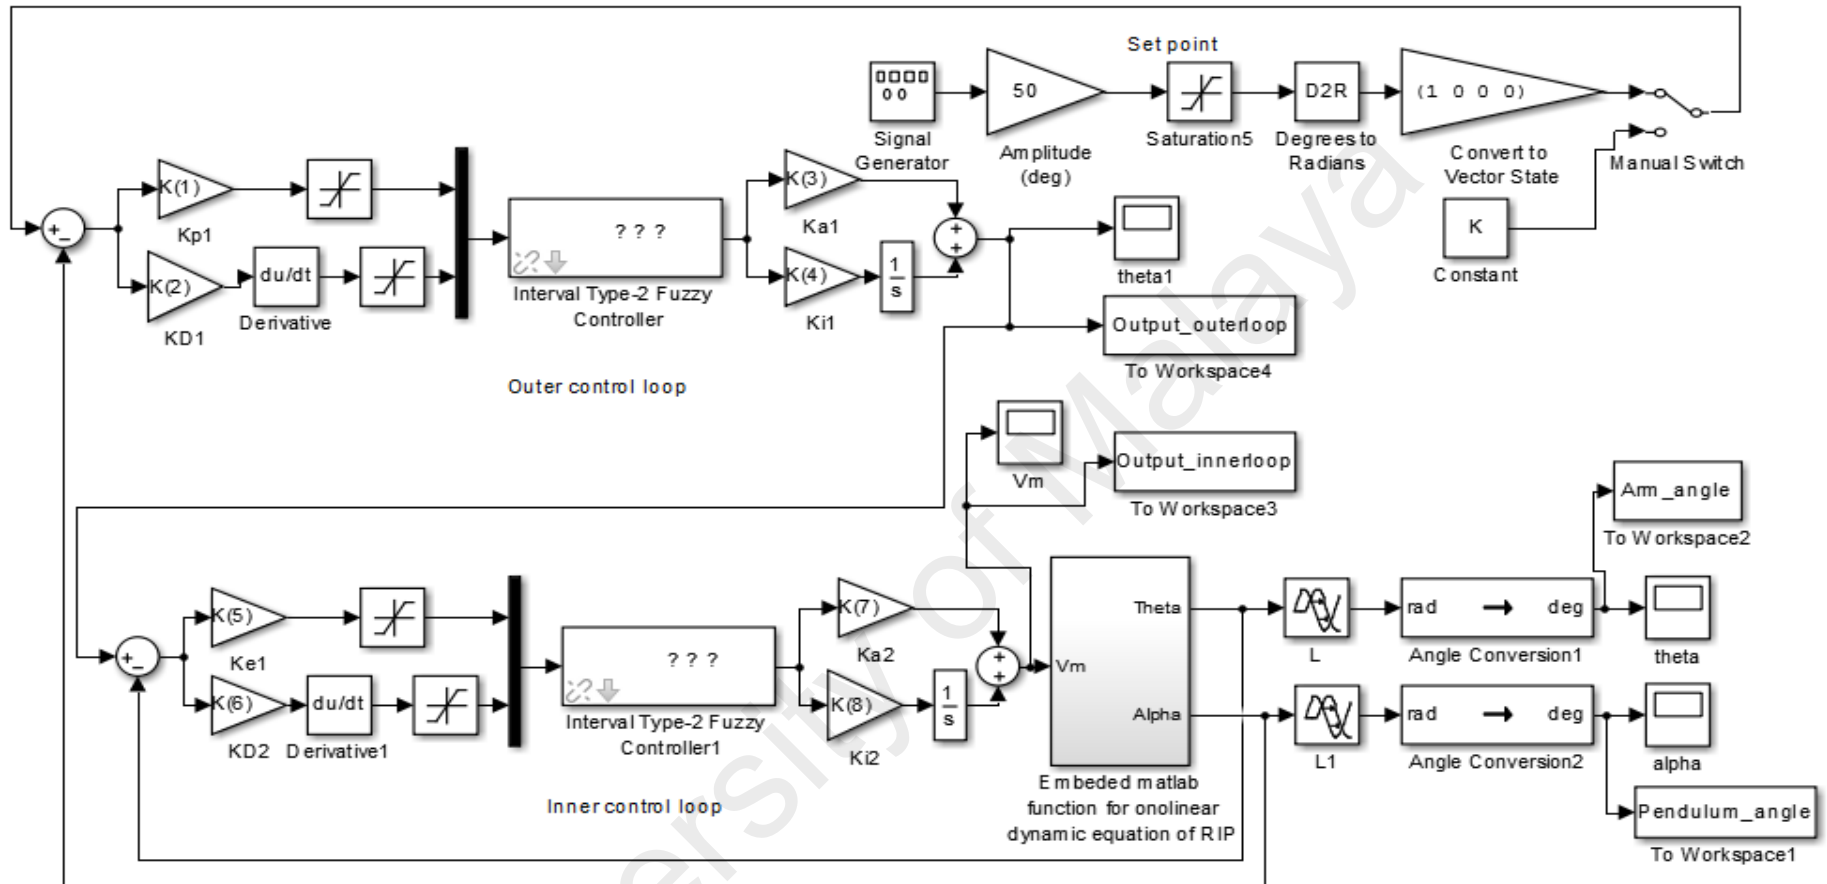 Set point
50
D2R
(1 0 0 0)
Signal
Generator
Amplitude
(deg)
Saturation5
Degrees to
Radians
Convert to
Vector State
Manual Switch
K
Constant
+
−
K(1)
Kp1
K(2)
KD1
du/dt
Derivative
? ? ?
Interval Type-2 Fuzzy
Controller
K(3)
Ka1
K(4)
Ki1
1
s
+
+
theta1
Output_outerloop
To Workspace4
Outer control loop
Vm
Output_innerloop
To Workspace3
Arm_angle
To Workspace2
+
−
K(5)
Ke1
K(6)
KD2
du/dt
Derivative1
? ? ?
Interval Type-2 Fuzzy
Controller1
K(7)
Ka2
K(8)
Ki2
1
s
+
+
Vm
Theta
Alpha
Embeded matlab
function for onolinear
dynamic equation of RIP
L
rad → deg
Angle Conversion1
theta
L1
rad → deg
Angle Conversion2
alpha
Pendulum_angle
To Workspace1
Inner control loop
ersity of Malaya